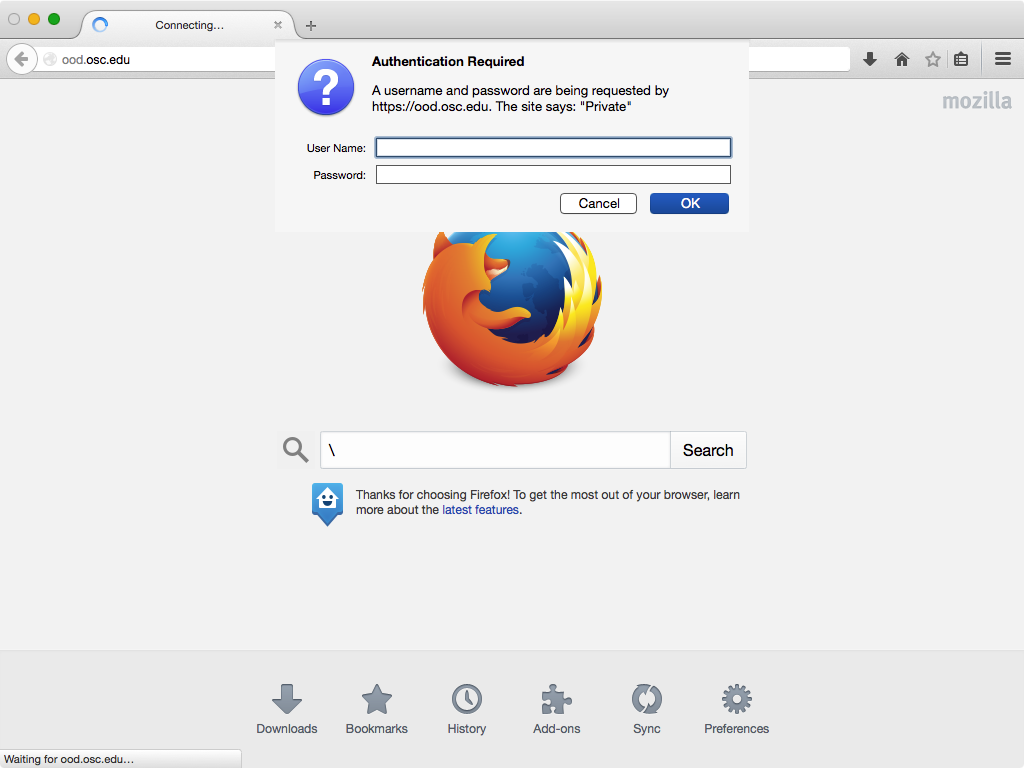 Connecting...
ood.osc.edu
Authentication Required
A username and password are being requested by
https://ood.osc.edu. The site says: "Private"
User Name:
Password:
Cancel OK
mozilla
\ Search
Thanks for choosing Firefox! To get the most out of your browser, learn
more about the latest features.
Downloads Bookmarks History Add-ons Sync Preferences
Waiting for ood.osc.edu...